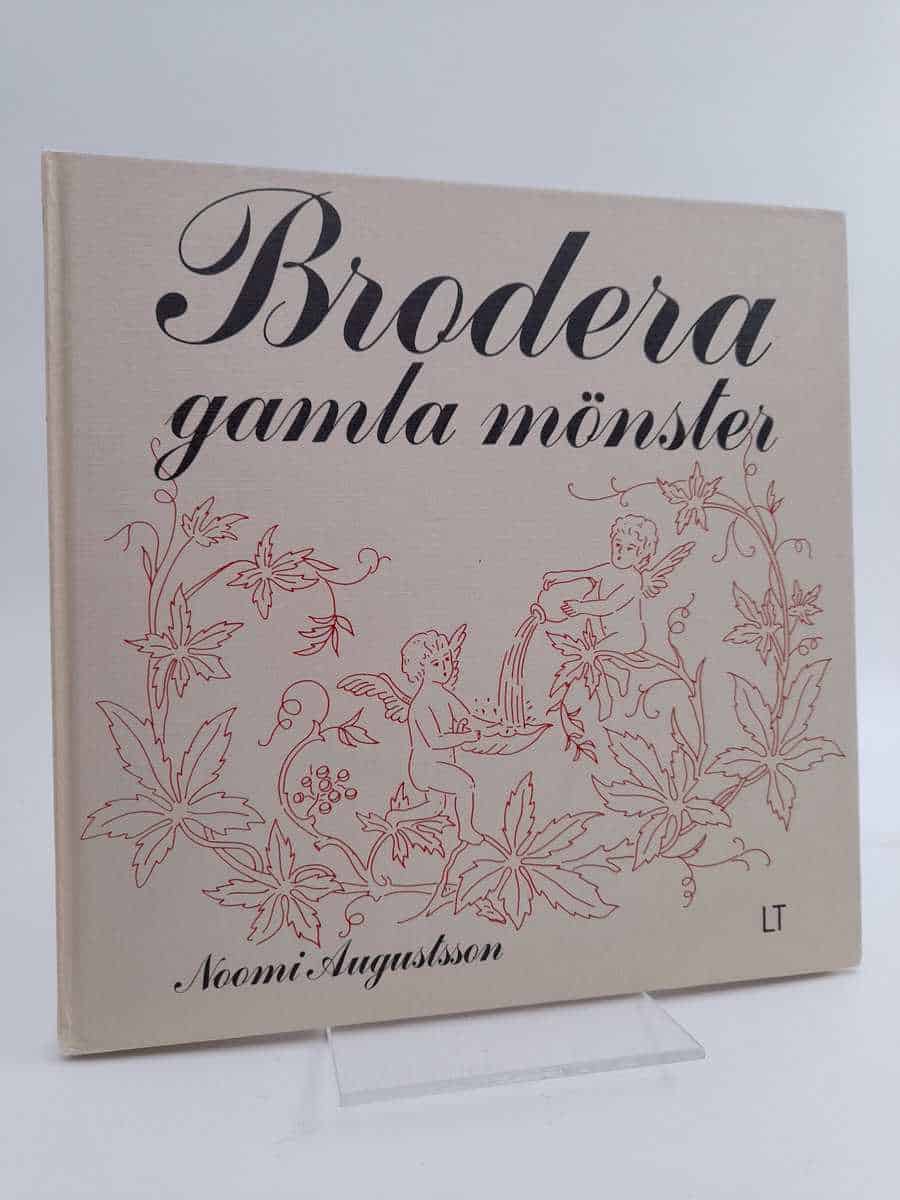 Brodera
gamla mönster
Noomi Augustsson
LT